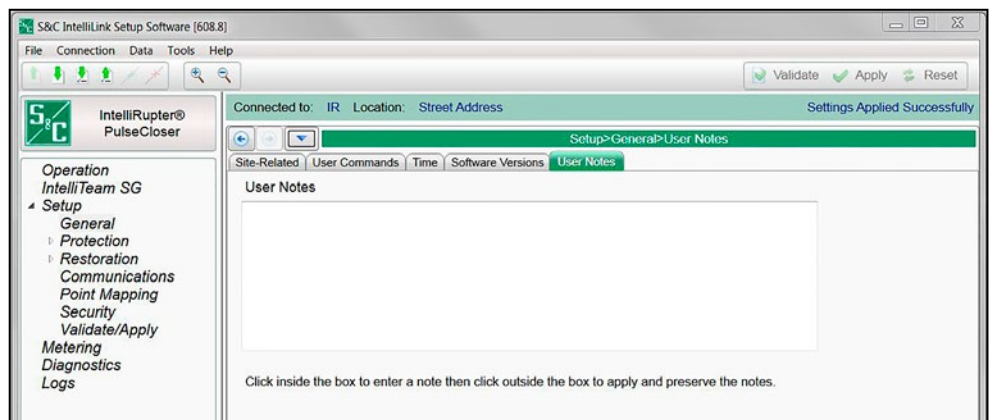 S&C IntelliLink Setup Software [608.8]
File Connection Data Tools Help
Validate Apply Reset
S&C
IntelliRupter®
PulseCloser
Connected to: IR Location: Street Address Settings Applied Successfully
Setup>General>User Notes
Site-Related User Commands Time Software Versions User Notes
Operation
IntelliTeam SG
Setup
General
Protection
Restoration
Communications
Point Mapping
Security
Validate/Apply
Metering
Diagnostics
Logs
User Notes
Click inside the box to enter a note then click outside the box to apply and preserve the notes.